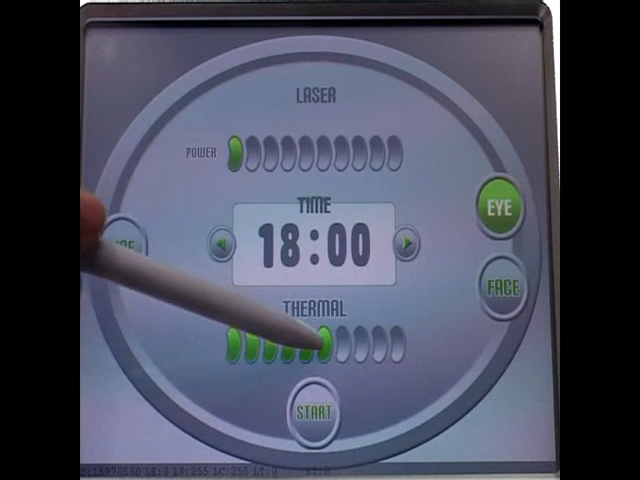 LASER
POWER
TIME
18:00
EYE
FACE
THERMAL
START